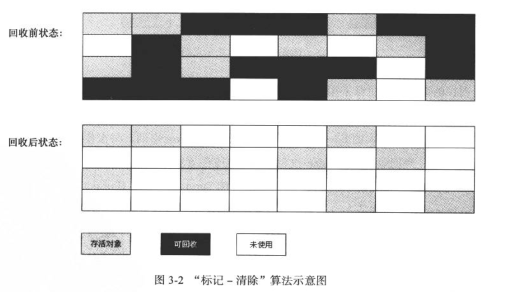 回收前状态：
回收后状态：
存活对象
可回收
未使用
图 3-2 “标记－清除”算法示意图